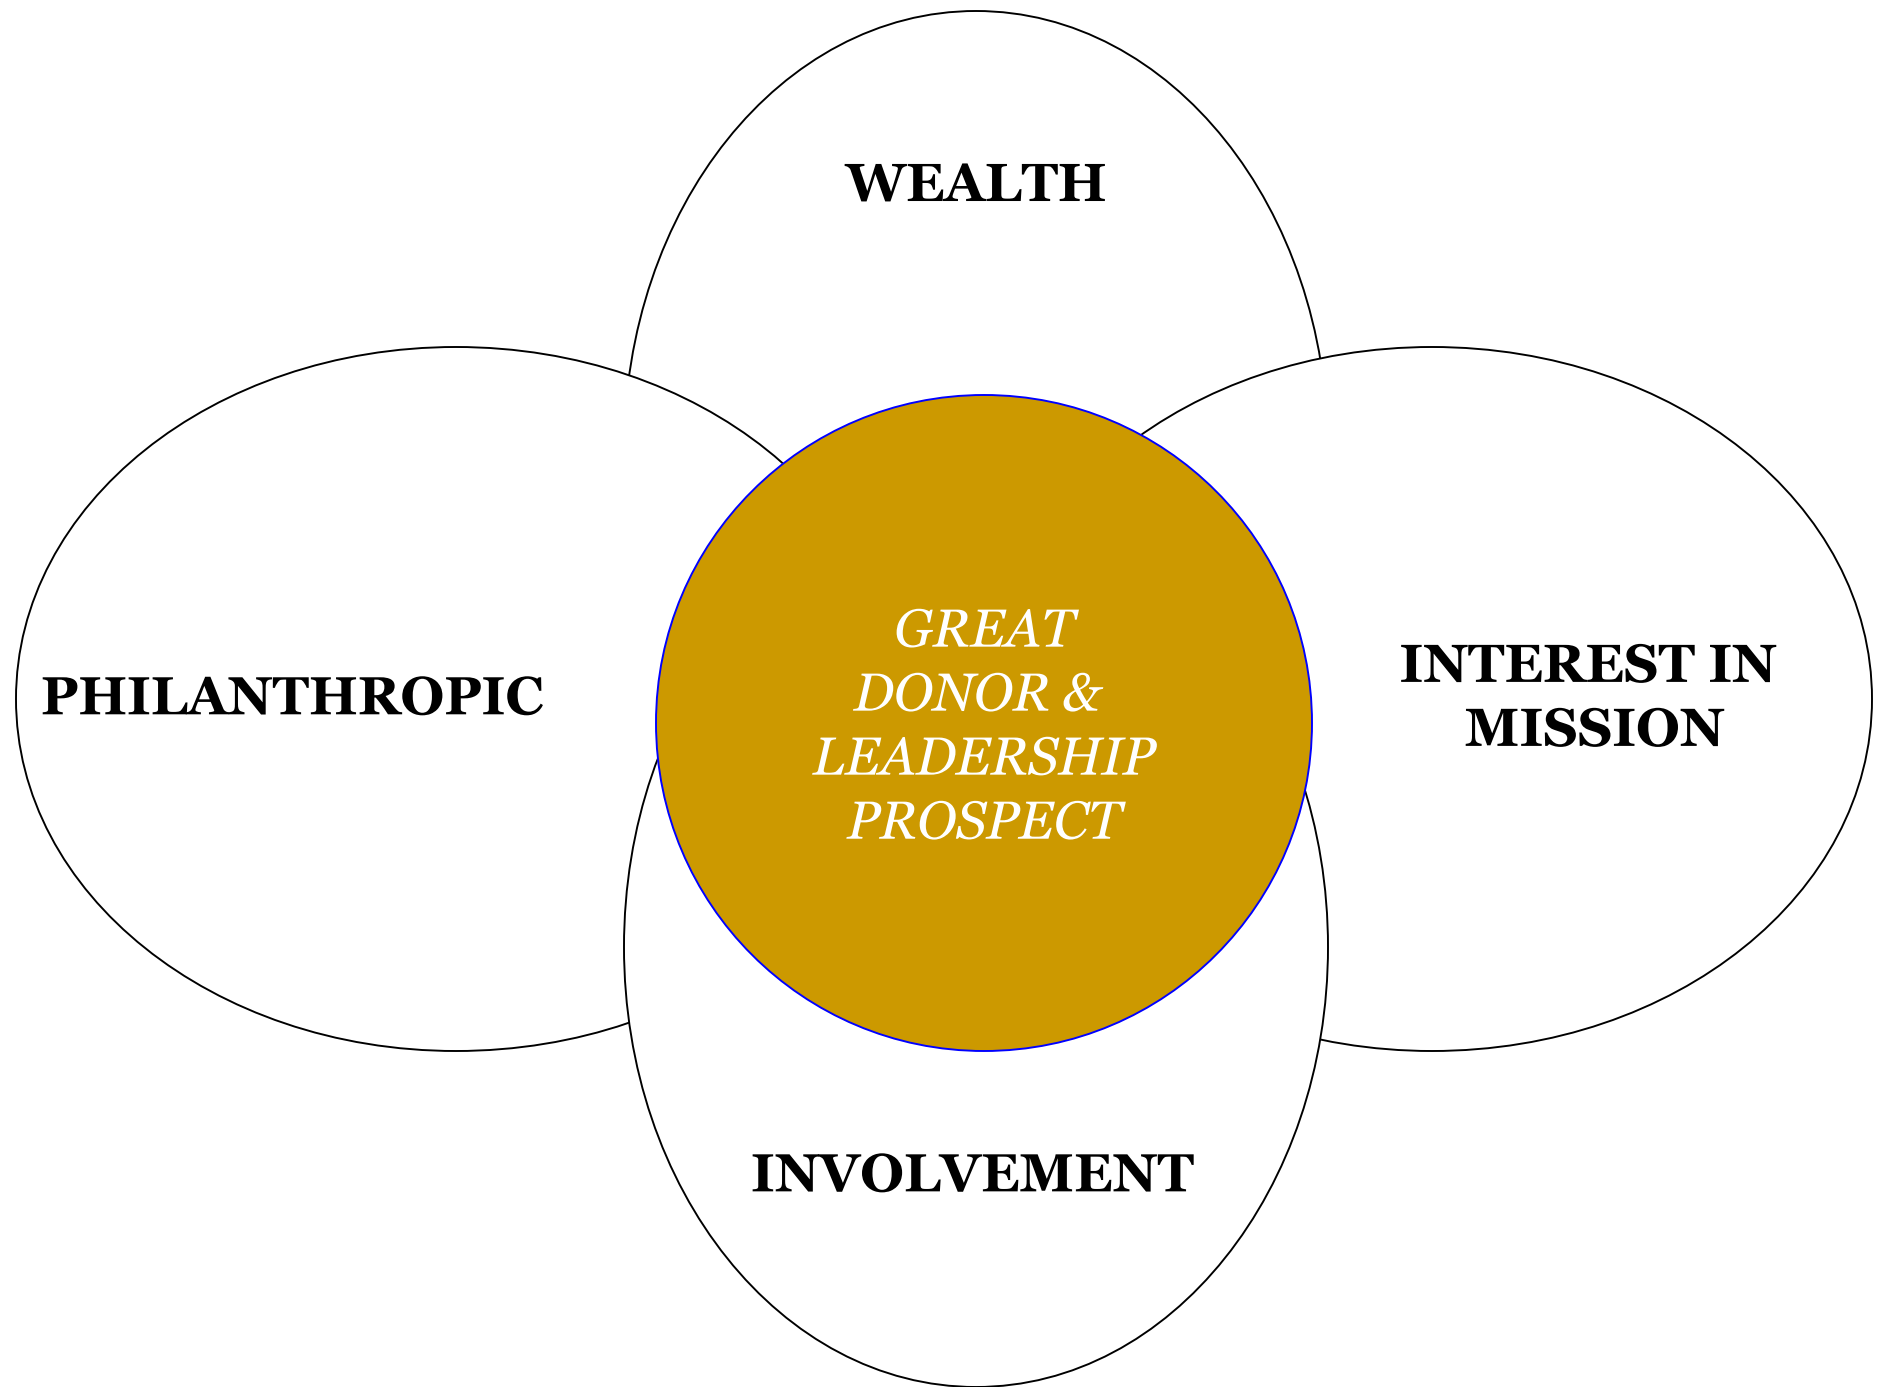 WEALTH
PHILANTHROPIC
GREAT
DONOR &
LEADERSHIP
PROSPECT
INTEREST IN
MISSION
INVOLVEMENT